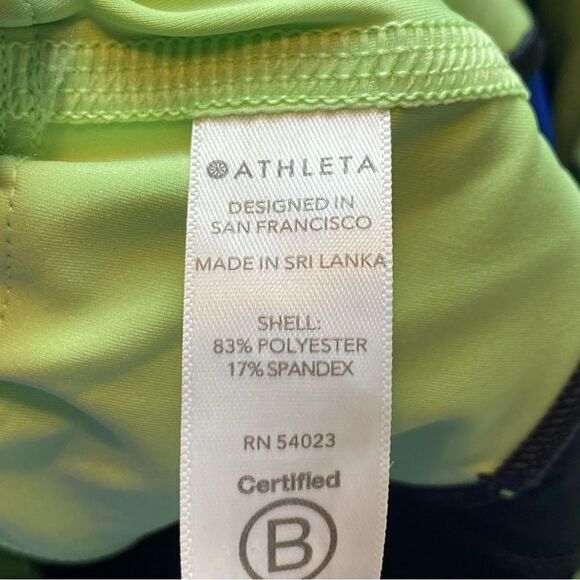 ATHLETA
DESIGNED IN
SAN FRANCISCO
MADE IN SRI LANKA
SHELL:
83% POLYESTER
17% SPANDEX
RN 54023
Certified
B